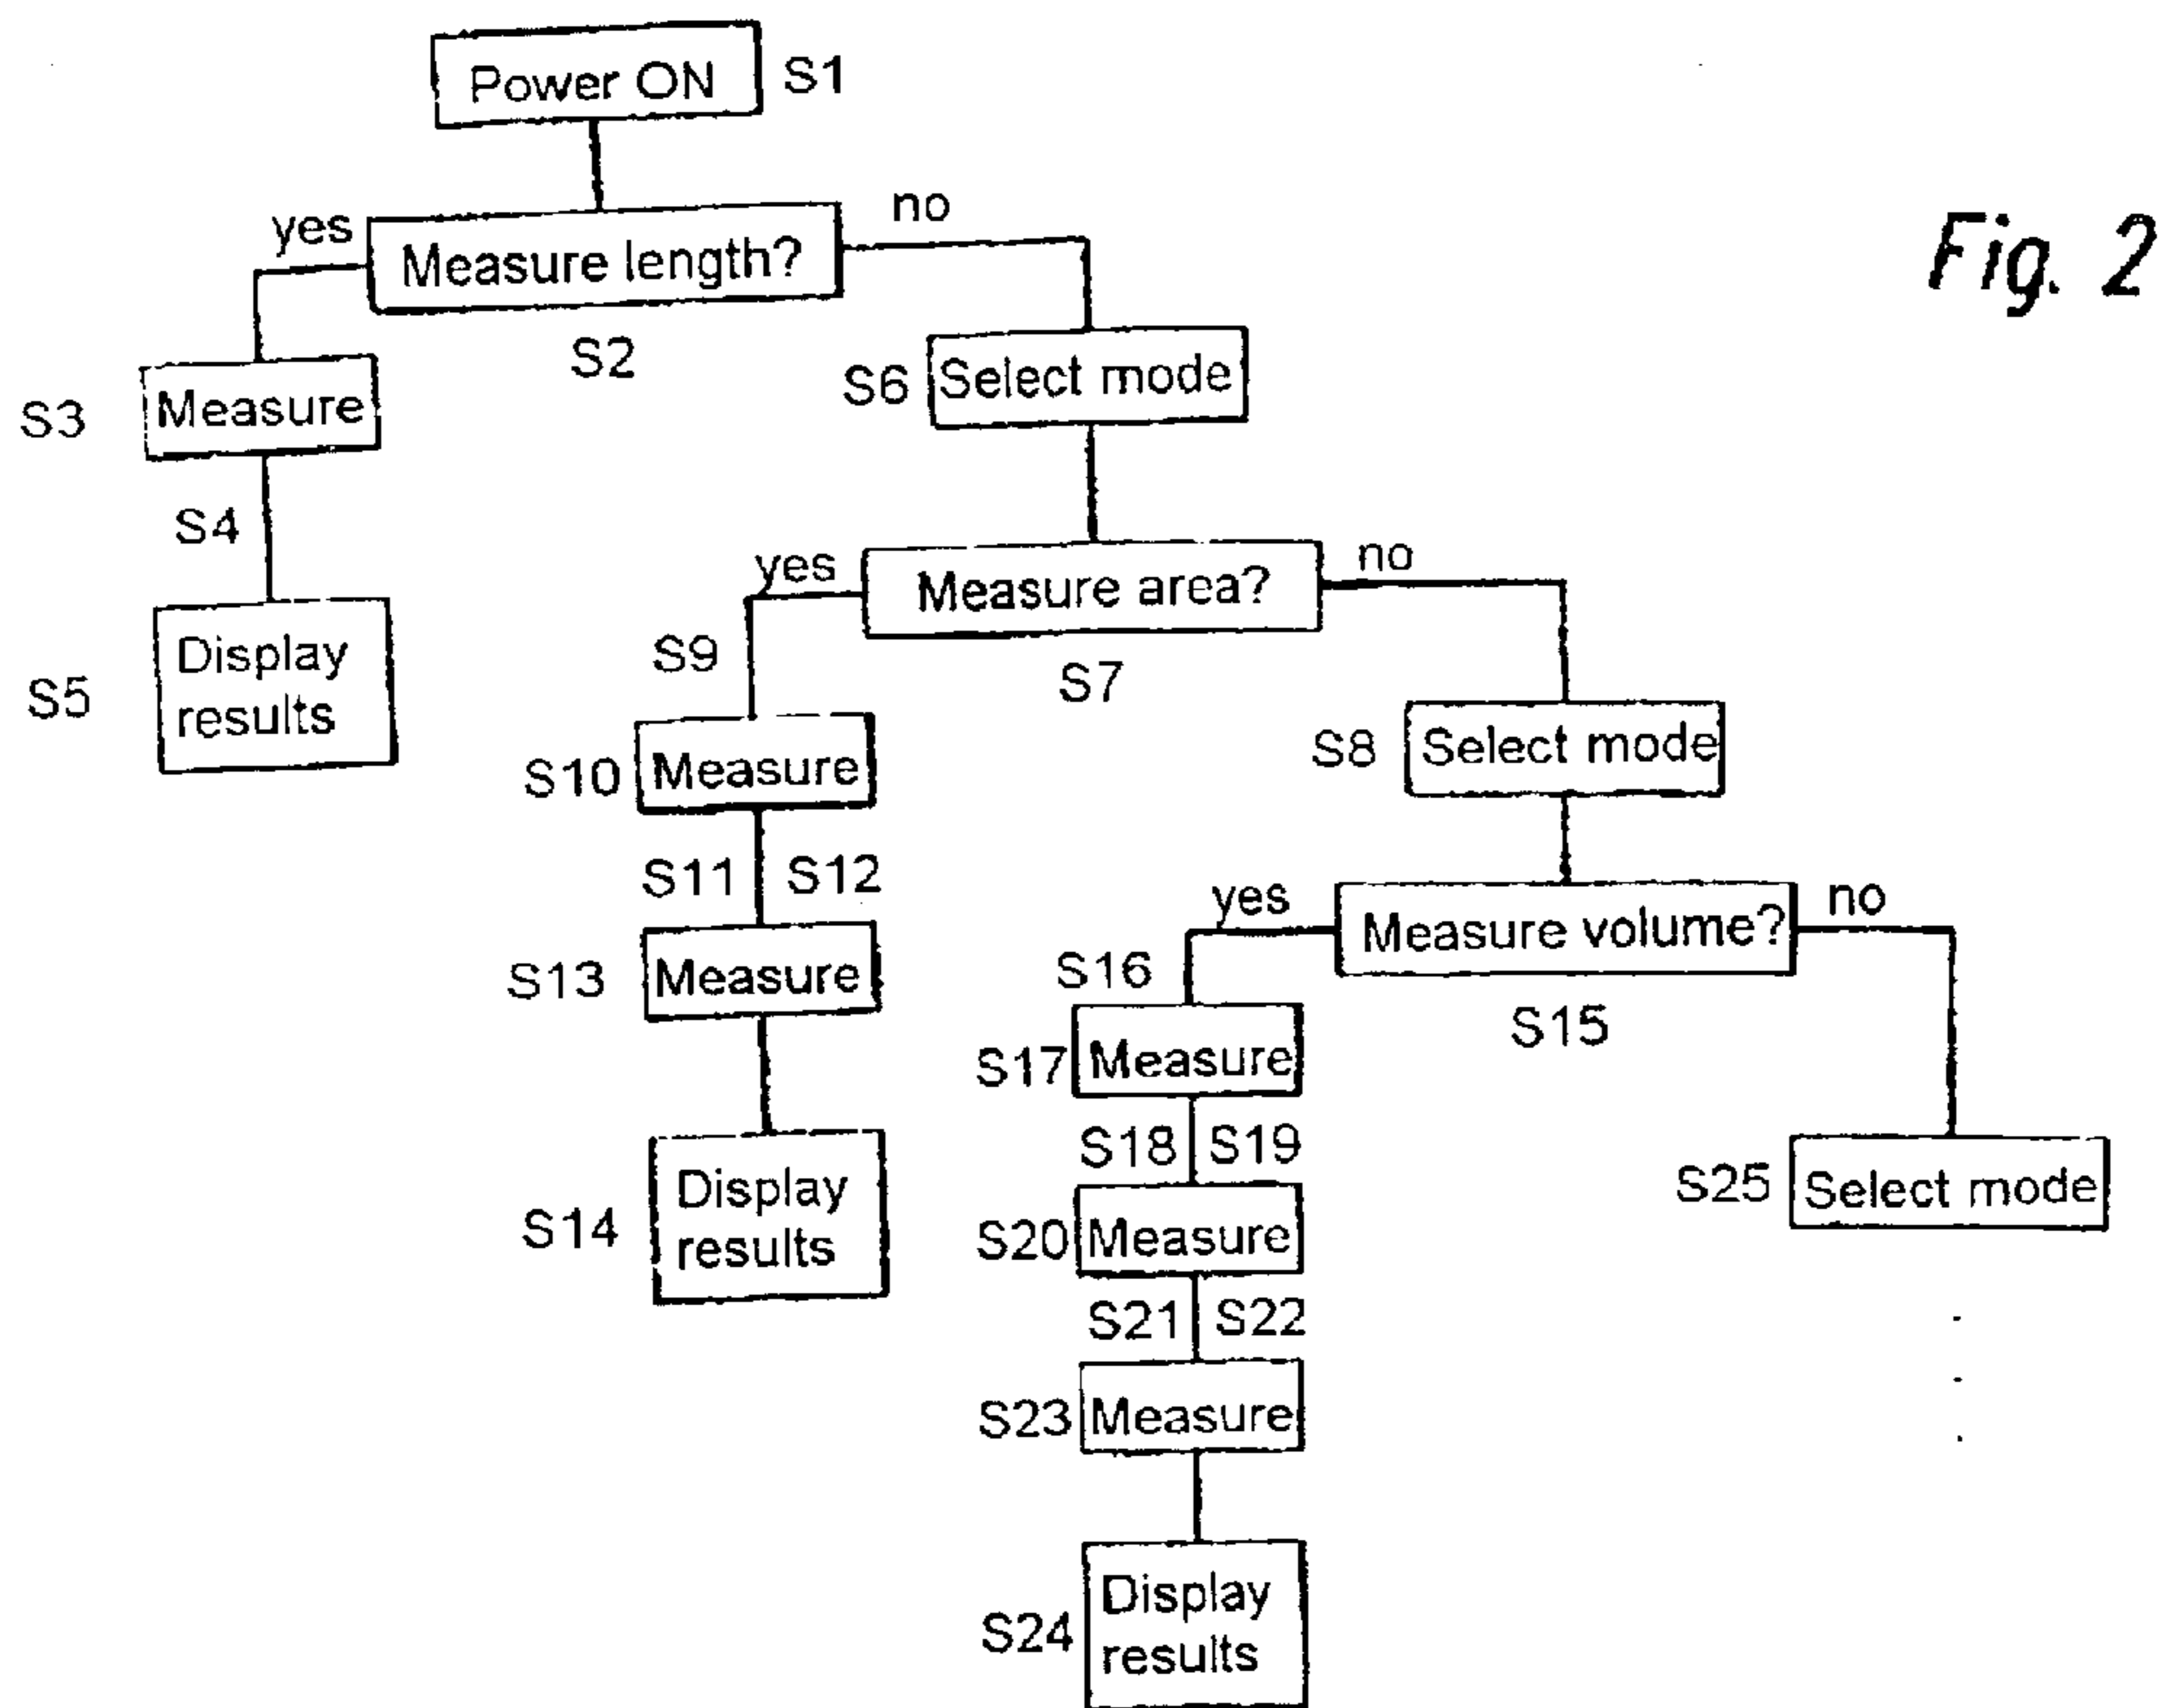 Power ON S1
yes
no
Measure length?
Fig. 2
S2
S6 Select mode
S3 Measure
S4
yes
Measure area?
no
S9
S7
S5 Display
results
S10 Measure
S8 Select mode
S11 S12
yes
Measure volume?
no
S13 Measure
S16
S15
S17 Measure
S18 S19
S14 Display
results
S25 Select mode
S20 Measure
S21 S22
S23 Measure
S24 Display
results